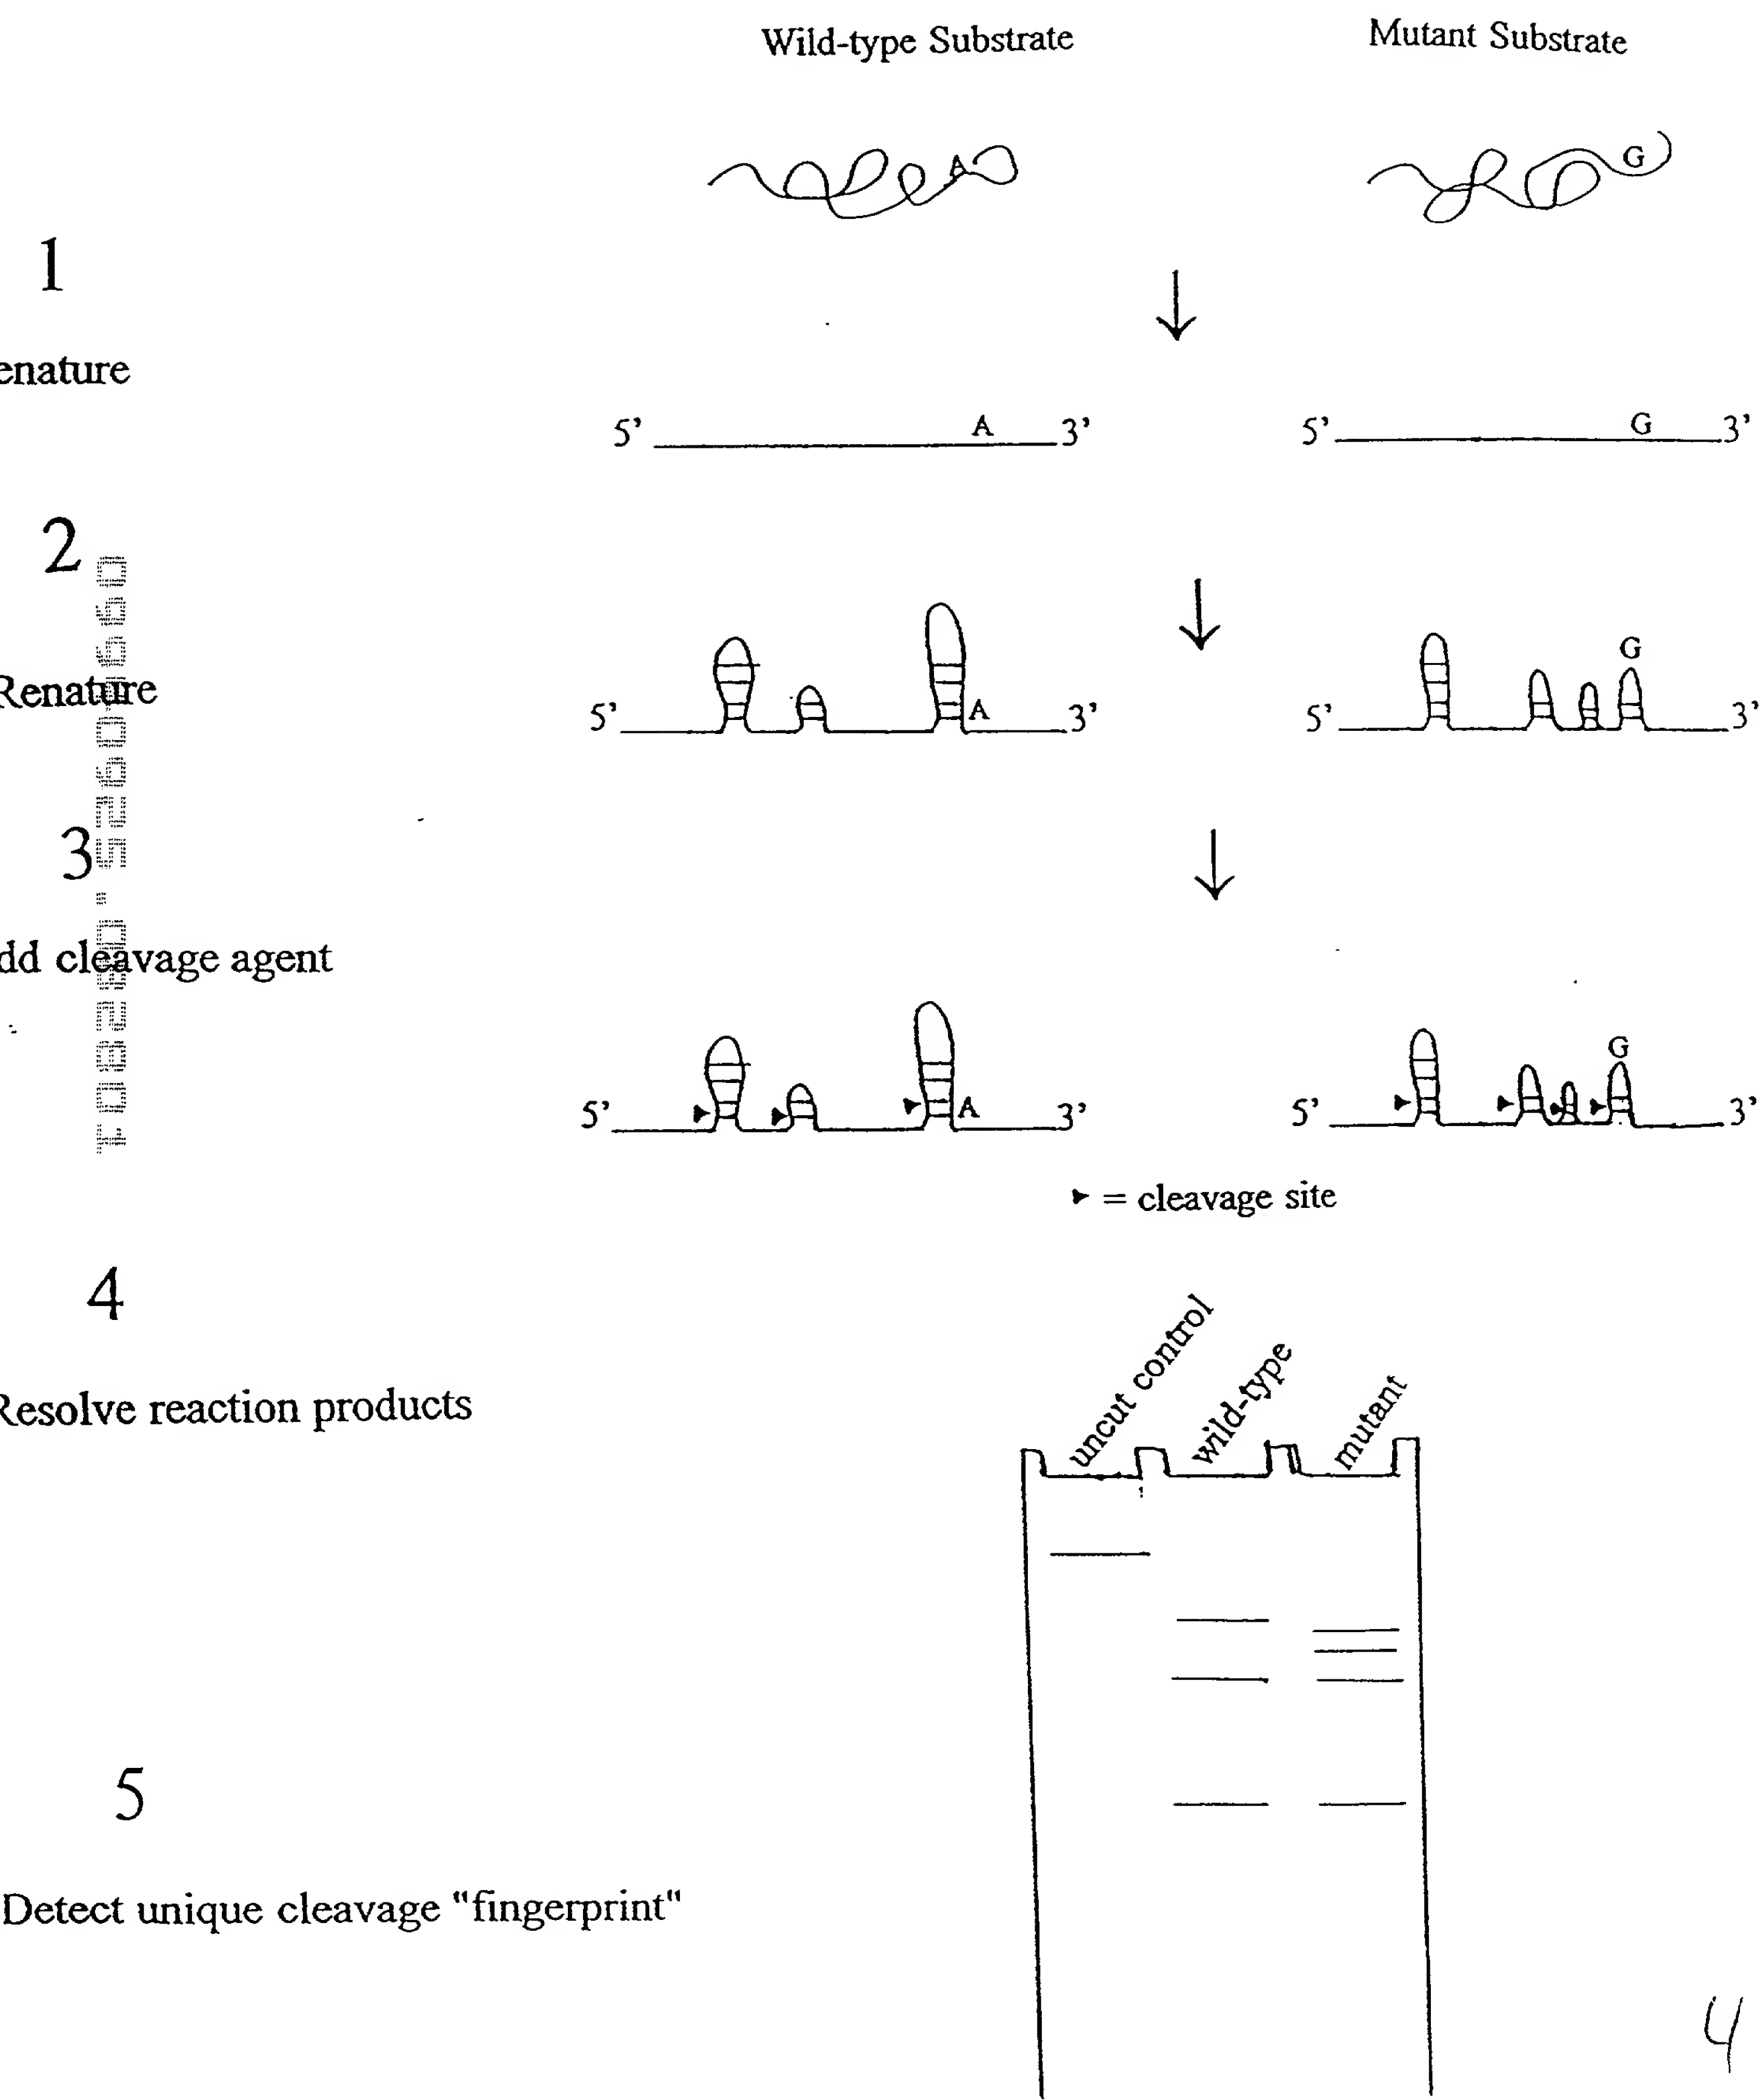 Wild-type Substrate Mutant Substrate
A G
1
enature
5' A 3' 5' G 3'
2
G
Renature
5' A 3' 5' 3'
3
dd cleavage agent
G
5' A 3' 5' 3'
= cleavage site
4
uncut control
wild-type
mutant
Resolve reaction products
5
Detect unique cleavage "fingerprint"
4